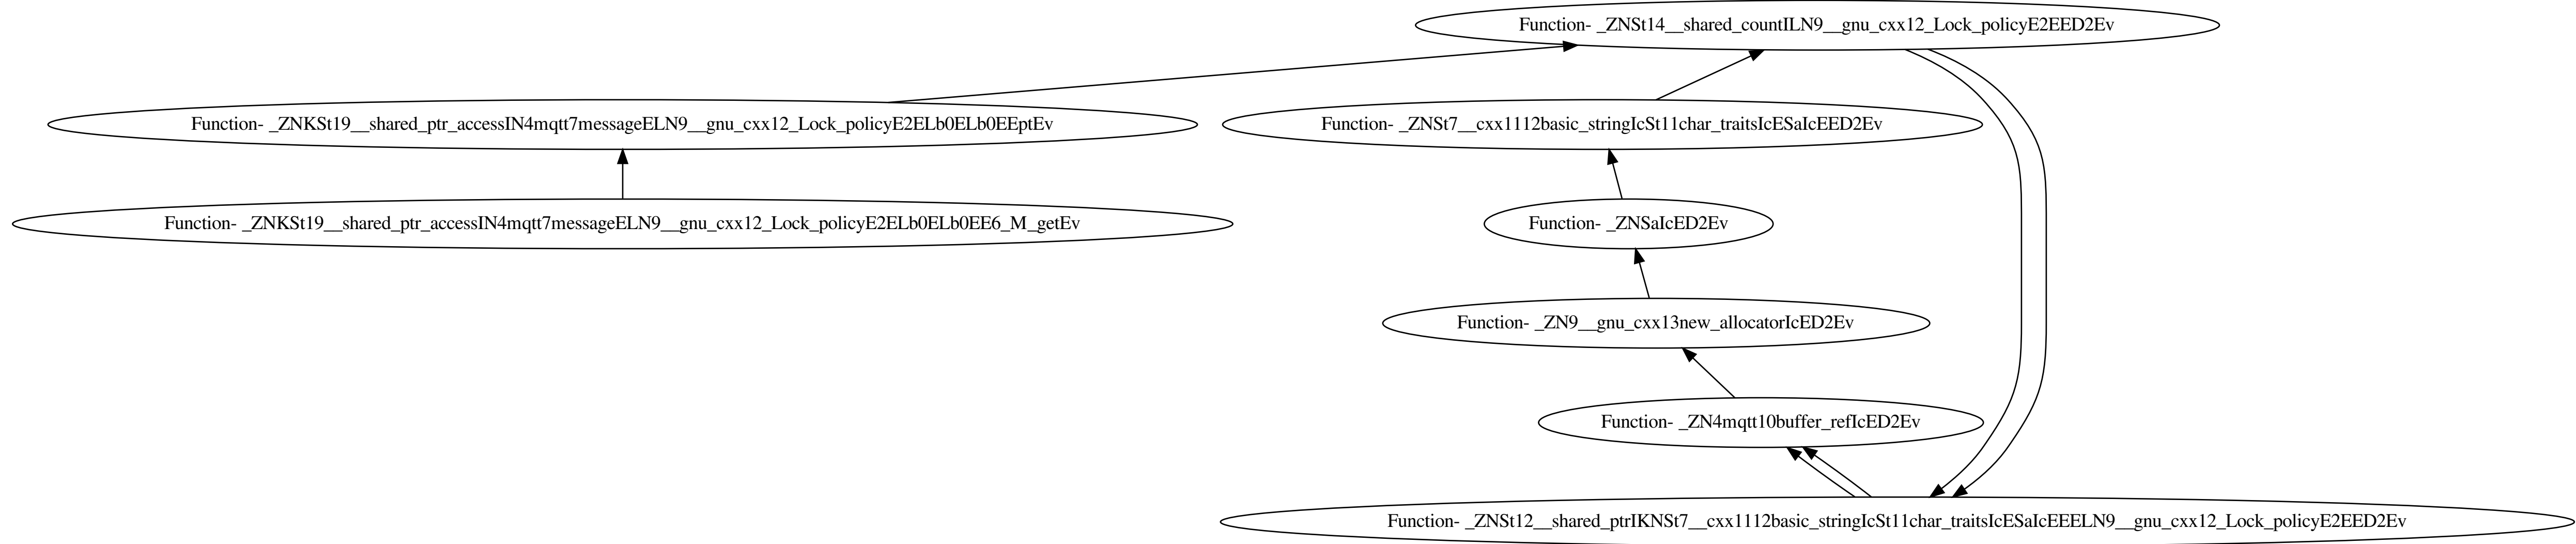 Function- _ZNSt14__shared_countILN9__gnu_cxx12_Lock_policyE2EED2Ev
Function- _ZNKSt19__shared_ptr_accessIN4mqtt7messageELN9__gnu_cxx12_Lock_policyE2ELb0ELb0EEptEv
Function- _ZNSt7__cxx1112basic_stringIcSt11char_traitsIcESaIcEED2Ev
Function- _ZNKSt19__shared_ptr_accessIN4mqtt7messageELN9__gnu_cxx12_Lock_policyE2ELb0ELb0EE6_M_getEv
Function- _ZNSaIcED2Ev
Function- _ZN9__gnu_cxx13new_allocatorIcED2Ev
Function- _ZN4mqtt10buffer_refIcED2Ev
Function- _ZNSt12__shared_ptrIKNSt7__cxx1112basic_stringIcSt11char_traitsIcESaIcEEELN9__gnu_cxx12_Lock_policyE2EED2Ev